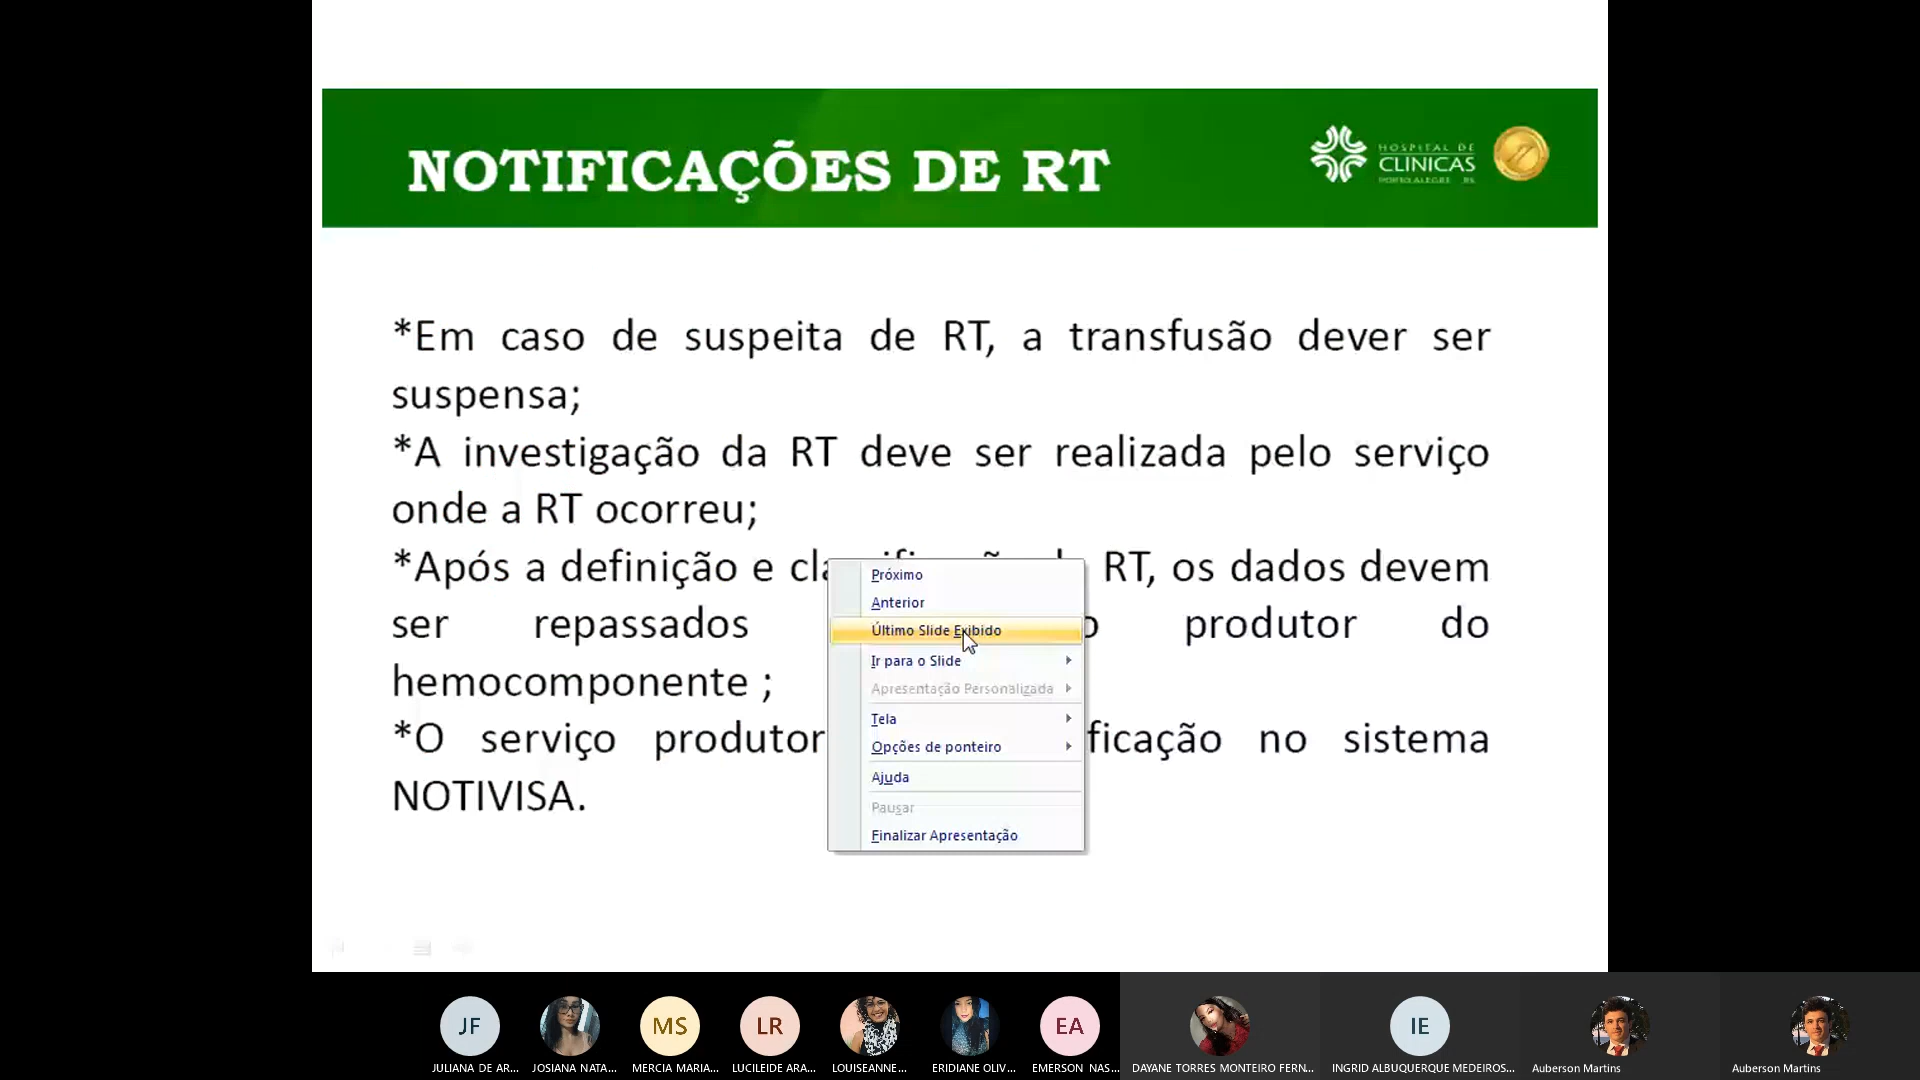 NOTIFICAÇÕES DE RT
HOSPITAL DE
CLINICAS
PORTO ALEGRE RS
*Em caso de suspeita de RT, a transfusão dever ser
suspensa;
*A investigação da RT deve ser realizada pelo serviço
onde a RT ocorreu;
*Após a definição e RT, os dados devem
ser repassados produtor do
hemocomponente ;
*O serviço produtor no sistema
NOTIVISA.
Próximo
Anterior
Último Slide Exibido
Ir para o Slide
Apresentação Personalizada
Tela
Opções de ponteiro
Ajuda
Pausar
Finalizar Apresentação
JF
MS
LR
EA
IE
JULIANA DE AR...
JOSIANA NATA...
MERCIA MARIA...
LUCILEIDE ARA...
LOUISEANNE...
ERIDIANE OLIV...
EMERSON NAS...
DAYANE TORRES MONTEIRO FERN...
INGRID ALBUQUERQUE MEDEIROS...
Auberson Martins
Auberson Martins